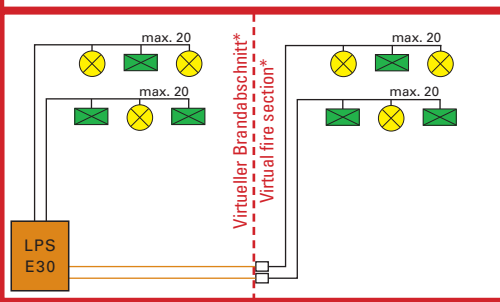 max. 20
max. 20
max. 20
max. 20
Virtueller Brandabschnitt*
Virtual fire section*
LPS
E30